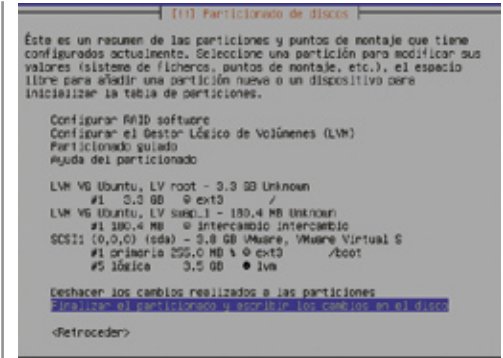 [!!] Particionado de discos
Éste es un resumen de las particiones y puntos de montaje que tiene
configurados actualmente. Seleccione una partición para modificar sus
valores (sistema de ficheros, puntos de montaje, etc.), el espacio
libre para añadir una partición nueva o un dispositivo para
inicializar la tabla de particiones.
Configurar RAID software
Configurar el Gestor Lógico de Volúmenes (LVM)
Particionado guiado
Ayuda del particionado
LVM VG Ubuntu, LV root - 3.3 GB Unknown
#1 3.3 GB ext3 /
LVM VG Ubuntu, LV swap_1 - 180.4 MB Unknown
#1 180.4 MB intercambio intercambio
SCSI1 (0,0,0) (sda) - 3.8 GB VMware, VMware Virtual S
#1 primaria 255.0 MB ext3 /boot
#5 lógica 3.5 GB lvm
Deshacer los cambios realizados a las particiones
Finalizar el particionado y escribir los cambios en el disco
<Retroceder>